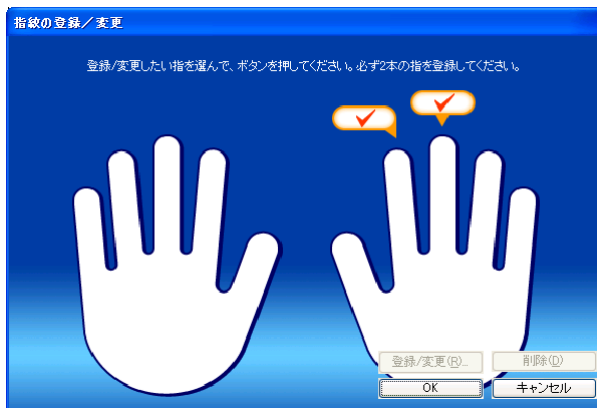 指紋の登録／変更
登録/変更したい指を選んで、ボタンを押してください。必ず2本の指を登録してください。
登録/変更(R)...
削除(D)
OK
キャンセル